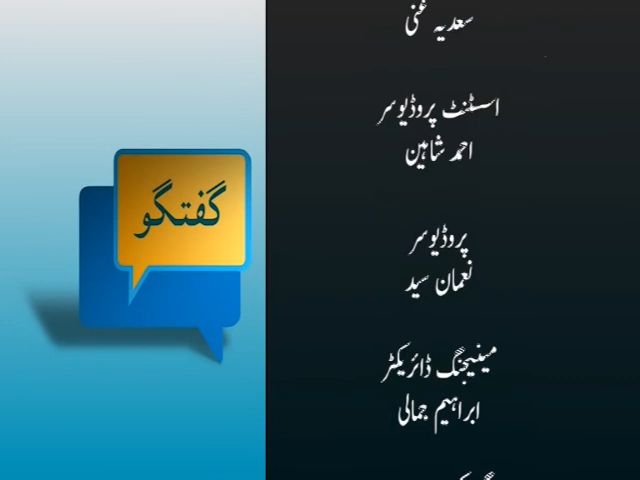 گفتگو
سعدیہ غنی
اسسٹنٹ پروڈیوسر
احمد شاہین
پروڈیوسر
نعمان سید
مینیجنگ ڈائریکٹر
ابراہیم جمالی